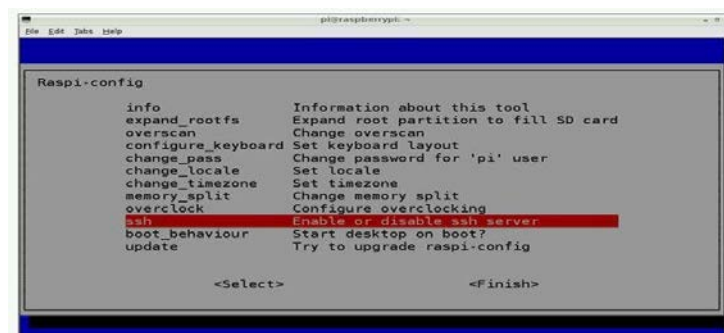 pi@raspberrypi: ~
File Edit Tabs Help
Raspi-config
info Information about this tool
expand_rootfs Expand root partition to fill SD card
overscan Change overscan
configure_keyboard Set keyboard layout
change_pass Change password for 'pi' user
change_locale Set locale
change_timezone Set timezone
memory_split Change memory split
overclock Configure overclocking
ssh Enable or disable ssh server
boot_behaviour Start desktop on boot?
update Try to upgrade raspi-config
<Select> <Finish>